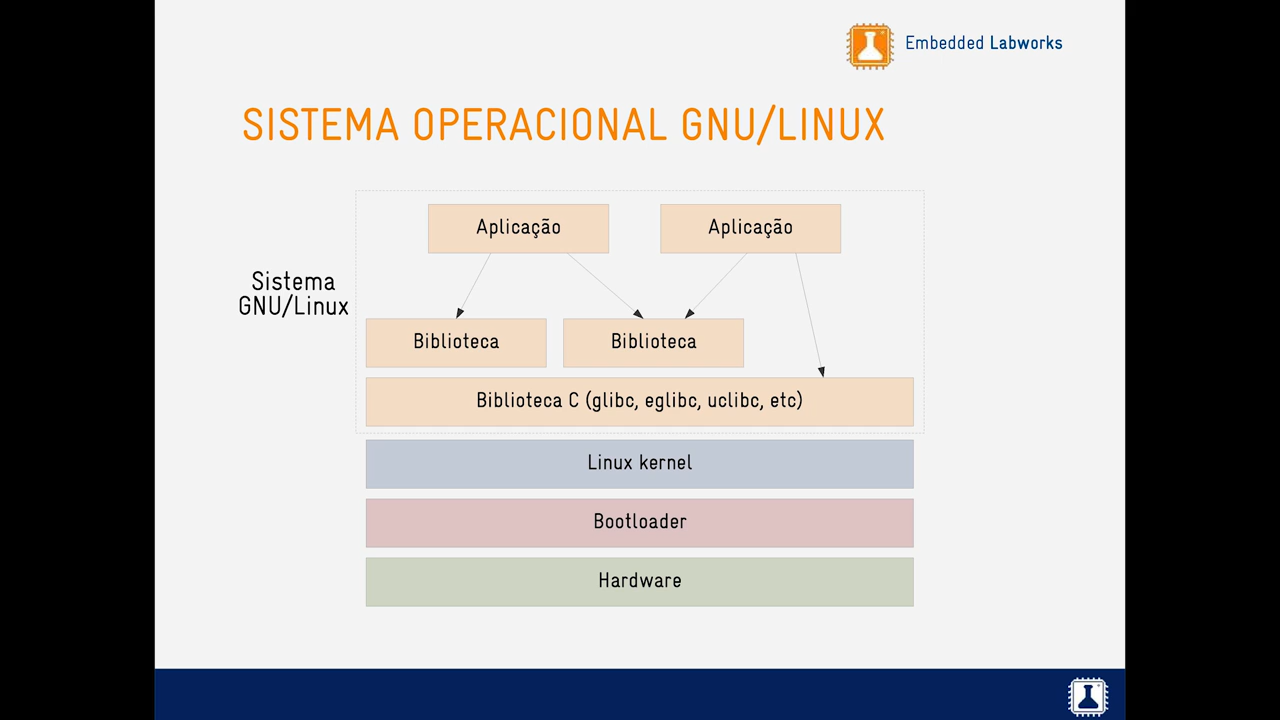 Embedded Labworks
SISTEMA OPERACIONAL GNU/LINUX
Aplicação
Aplicação
Sistema
GNU/Linux
Biblioteca
Biblioteca
Biblioteca C (glibc, eglibc, uclibc, etc)
Linux kernel
Bootloader
Hardware